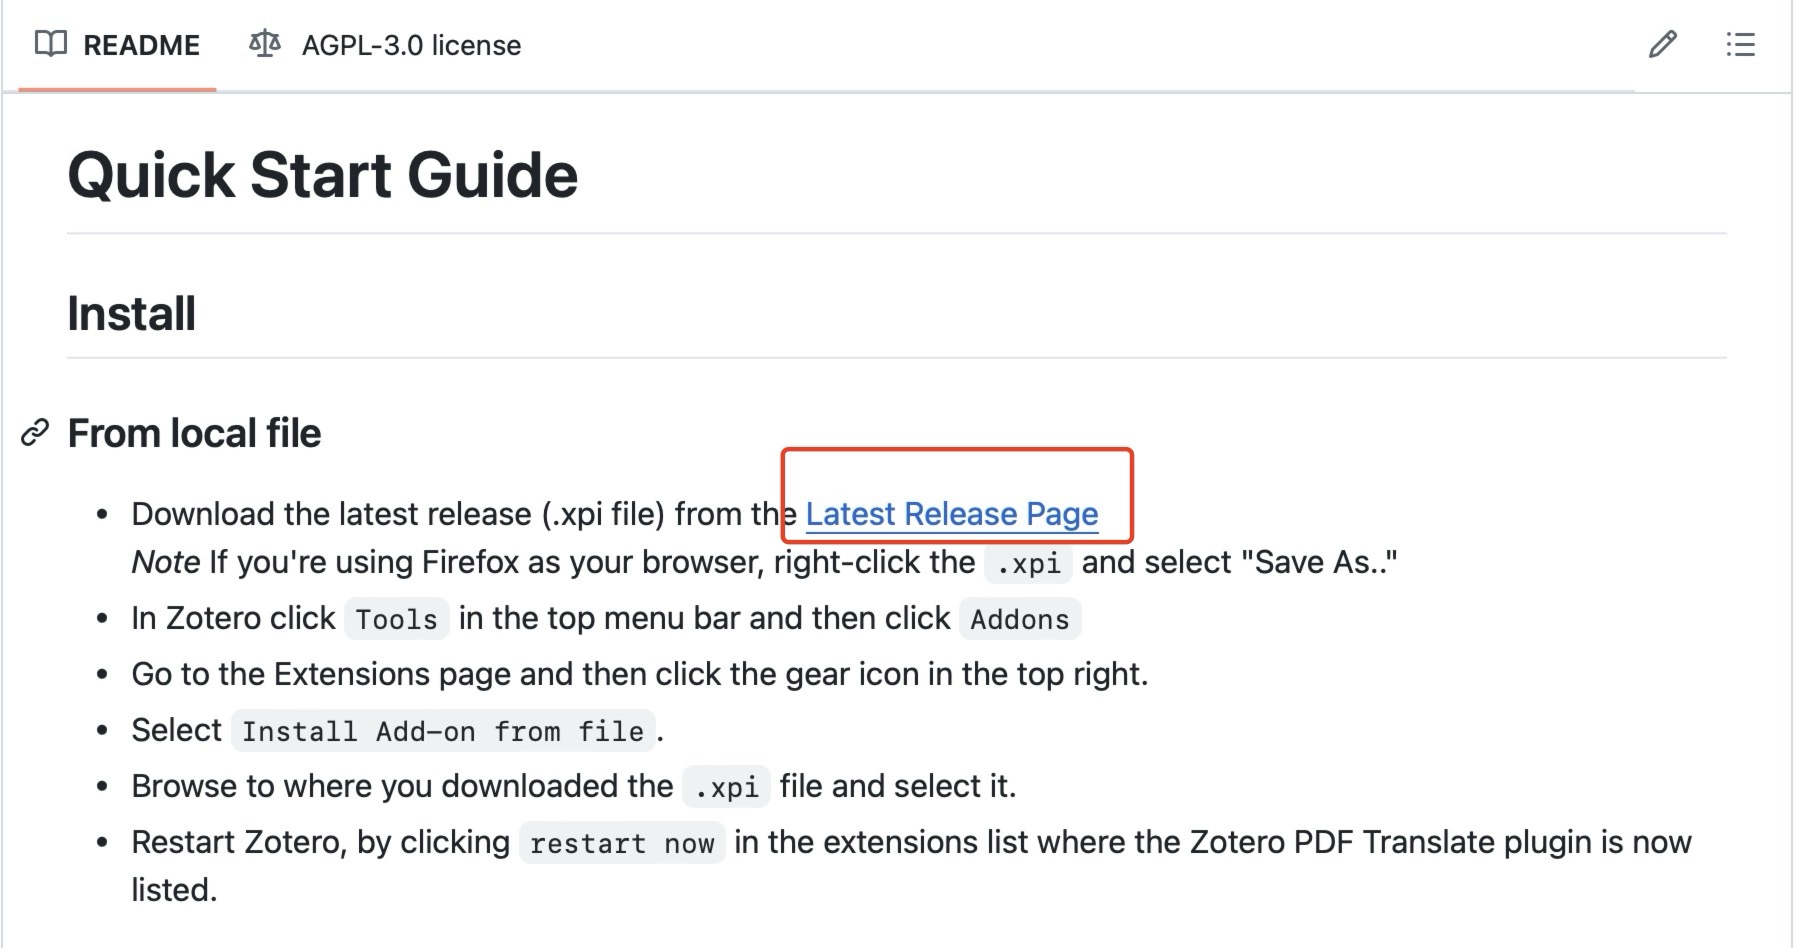 README AGPL-3.0 license
Quick Start Guide
Install
From local file
Download the latest release (.xpi file) from the Latest Release Page
Note If you're using Firefox as your browser, right-click the .xpi and select "Save As.."
In Zotero click Tools in the top menu bar and then click Addons
Go to the Extensions page and then click the gear icon in the top right.
Select Install Add-on from file.
Browse to where you downloaded the .xpi file and select it.
Restart Zotero, by clicking restart now in the extensions list where the Zotero PDF Translate plugin is now
listed.